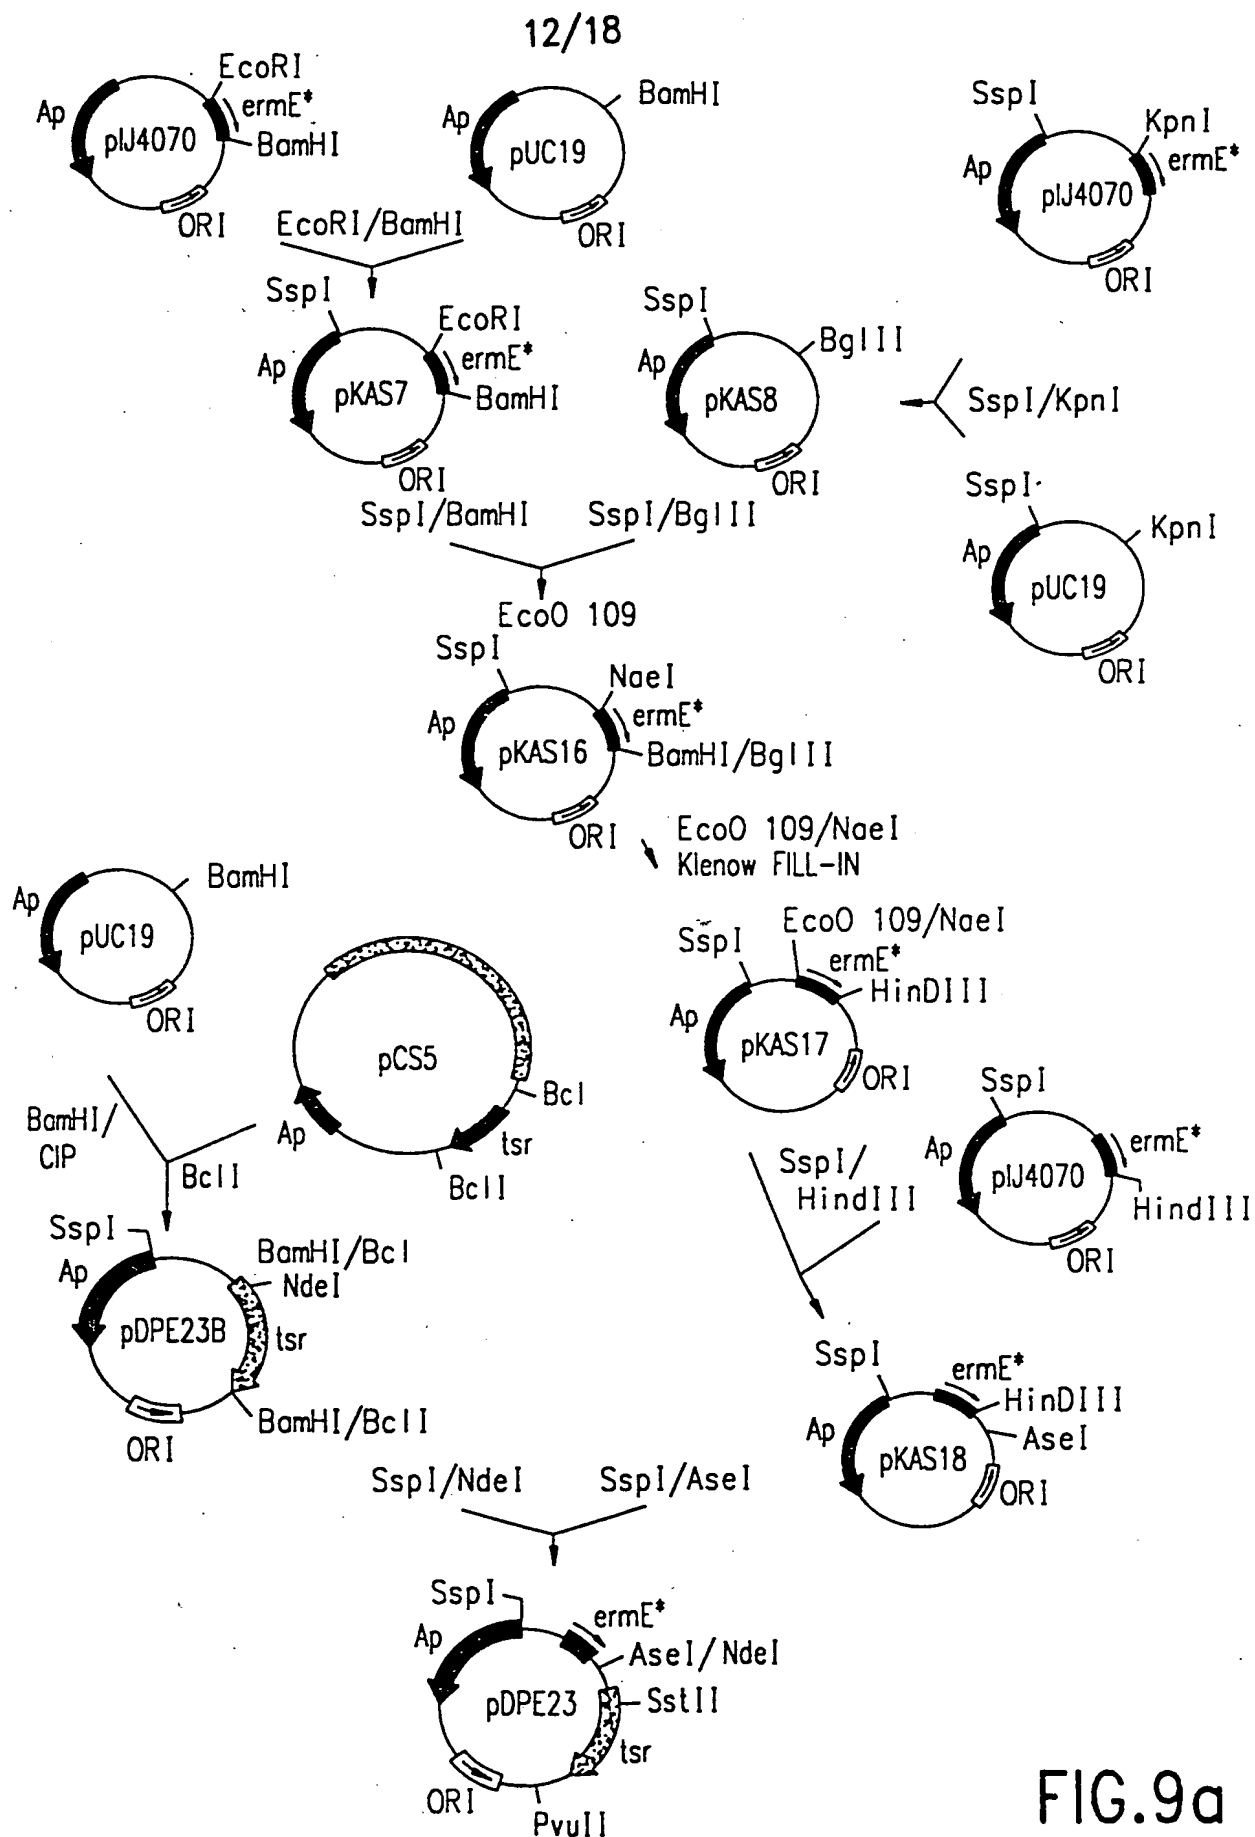 12/18
EcoRI
Ap
ermE*
pIJ4070
BamHI
ORI
BamHI
Ap
pUC19
ORI
SspI
KpnI
Ap
ermE*
pIJ4070
ORI
EcoRI/BamHI
SspI
EcoRI
Ap
ermE*
pKAS7
BamHI
ORI
SspI
BglII
Ap
pKAS8
ORI
SspI/KpnI
SspI
KpnI
Ap
pUC19
ORI
SspI/BamHI
SspI/BglII
EcoO 109
SspI
NaeI
Ap
ermE*
pKAS16
BamHI/BglII
ORI
EcoO 109/NaeI
Klenow FILL-IN
BamHI
Ap
pUC19
ORI
pCS5
BcI
Ap
tsr
BclI
EcoO 109/NaeI
SspI
ermE*
HinDIII
Ap
pKAS17
ORI
BamHI/
CIP
BclI
SspI/
HindIII
SspI
Ap
ermE*
pIJ4070
HindIII
ORI
SspI
BamHI/BcI
NdeI
Ap
pDPE23B
tsr
BamHI/BclI
ORI
SspI
ermE*
HinDIII
AseI
Ap
pKAS18
ORI
SspI/NdeI
SspI/AseI
SspI
ermE*
Ap
AseI/NdeI
pDPE23
SstII
tsr
ORI
PvuII
FIG.9a